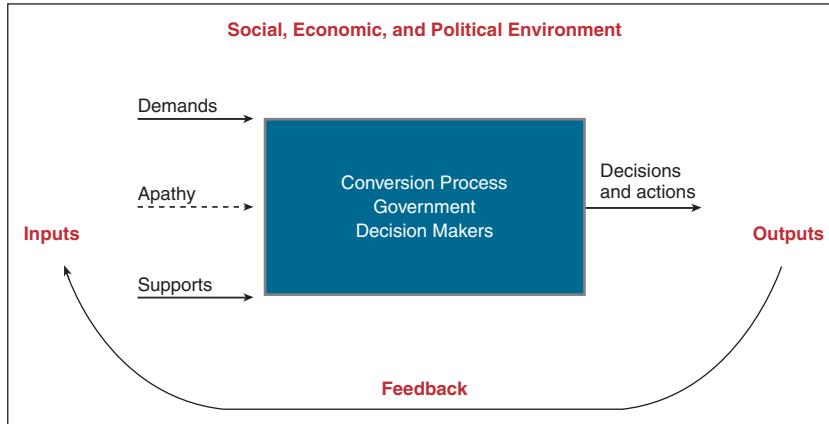 Social, Economic, and Political Environment
Demands
Apathy
Inputs
Supports
Conversion Process
Government
Decision Makers
Decisions
and actions
Outputs
Feedback